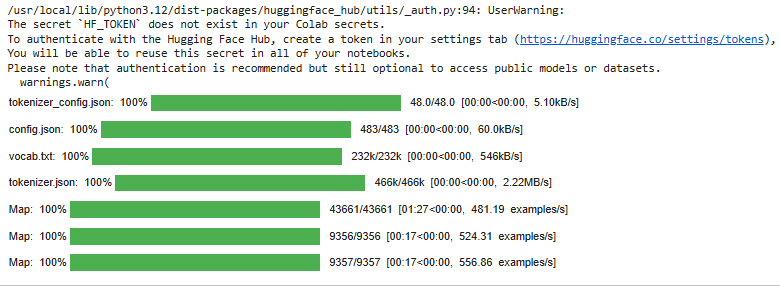 /usr/local/lib/python3.12/dist-packages/huggingface_hub/utils/_auth.py:94: UserWarning:
The secret `HF_TOKEN` does not exist in your Colab secrets.
To authenticate with the Hugging Face Hub, create a token in your settings tab (https://huggingface.co/settings/tokens),
You will be able to reuse this secret in all of your notebooks.
Please note that authentication is recommended but still optional to access public models or datasets.
  warnings.warn(
tokenizer_config.json: 100% 48.0/48.0 [00:00<00:00, 5.10kB/s]
config.json: 100% 483/483 [00:00<00:00, 60.0kB/s]
vocab.txt: 100% 232k/232k [00:00<00:00, 546kB/s]
tokenizer.json: 100% 466k/466k [00:00<00:00, 2.22MB/s]
Map: 100% 43661/43661 [01:27<00:00, 481.19 examples/s]
Map: 100% 9356/9356 [00:17<00:00, 524.31 examples/s]
Map: 100% 9357/9357 [00:17<00:00, 556.86 examples/s]